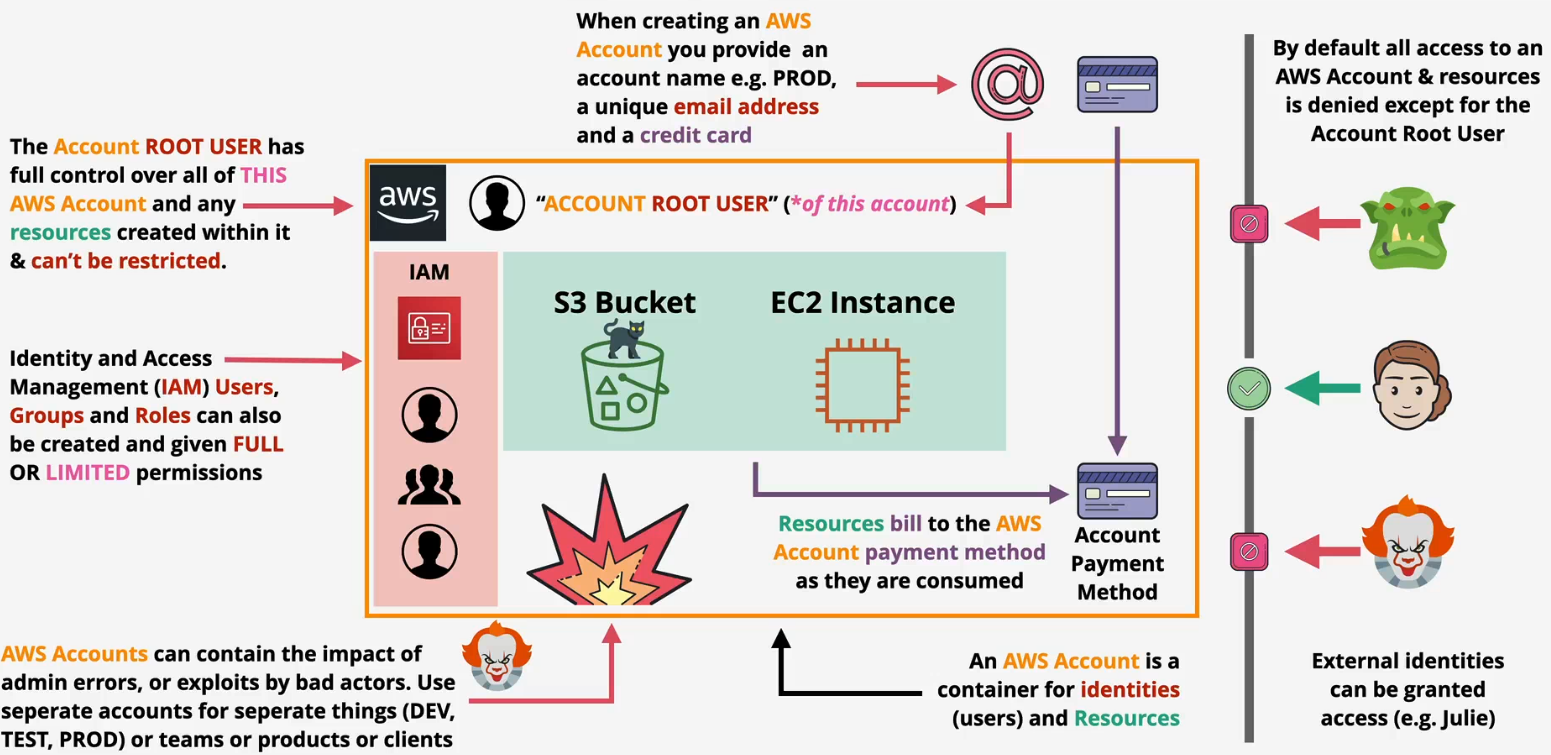 When creating an AWS
Account you provide an
account name e.g. PROD,
a unique email address
and a credit card
By default all access to an
AWS Account & resources
is denied except for the
Account Root User
The Account ROOT USER has
full control over all of THIS
AWS Account and any
resources created within it
& can't be restricted.
aws
“ACCOUNT ROOT USER” (*of this account)
IAM
S3 Bucket
EC2 Instance
Identity and Access
Management (IAM) Users,
Groups and Roles can also
be created and given FULL
OR LIMITED permissions
Resources bill to the AWS
Account payment method
as they are consumed
Account
Payment
Method
AWS Accounts can contain the impact of
admin errors, or exploits by bad actors. Use
seperate accounts for seperate things (DEV,
TEST, PROD) or teams or products or clients
An AWS Account is a
container for identities
(users) and Resources
External identities
can be granted
access (e.g. Julie)